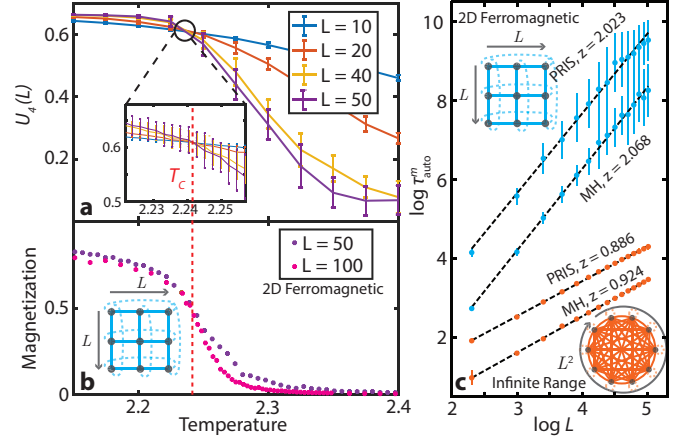 0.6
0.4
0.2
U₄(L)
L = 10
L = 20
L = 40
L = 50
0.6
0.5
2.23
2.24
2.25
T_C
a
0.5
0
Magnetization
L = 50
L = 100
2D Ferromagnetic
L
L
b
2.2
2.3
2.4
Temperature
10
8
6
4
2
log τᵐ_auto
2D Ferromagnetic
L
L
PRIS, z = 2.023
MH, z = 2.068
PRIS, z = 0.886
MH, z = 0.924
L²
c
Infinite Range
2
3
4
5
log L